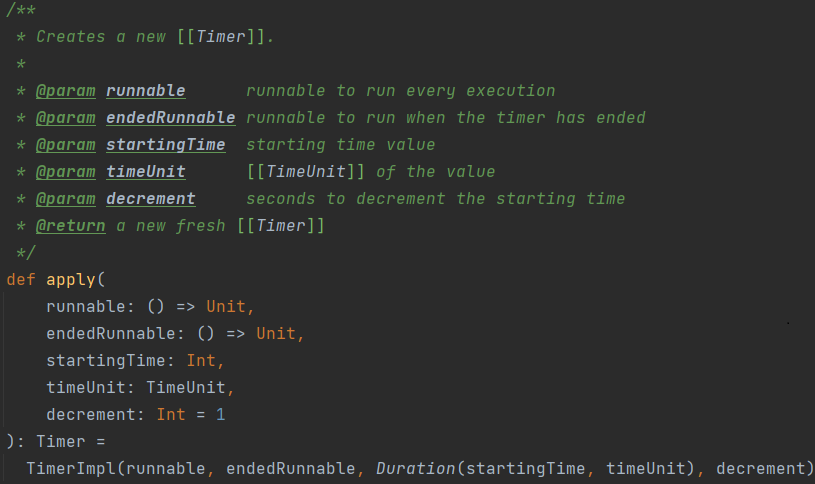 /**
 * Creates a new [[Timer]].
 *
 * @param runnable      runnable to run every execution
 * @param endedRunnable runnable to run when the timer has ended
 * @param startingTime  starting time value
 * @param timeUnit      [[TimeUnit]] of the value
 * @param decrement     seconds to decrement the starting time
 * @return a new fresh [[Timer]]
 */
def apply(
    runnable: () => Unit,
    endedRunnable: () => Unit,
    startingTime: Int,
    timeUnit: TimeUnit,
    decrement: Int = 1
): Timer =
  TimerImpl(runnable, endedRunnable, Duration(startingTime, timeUnit), decrement)